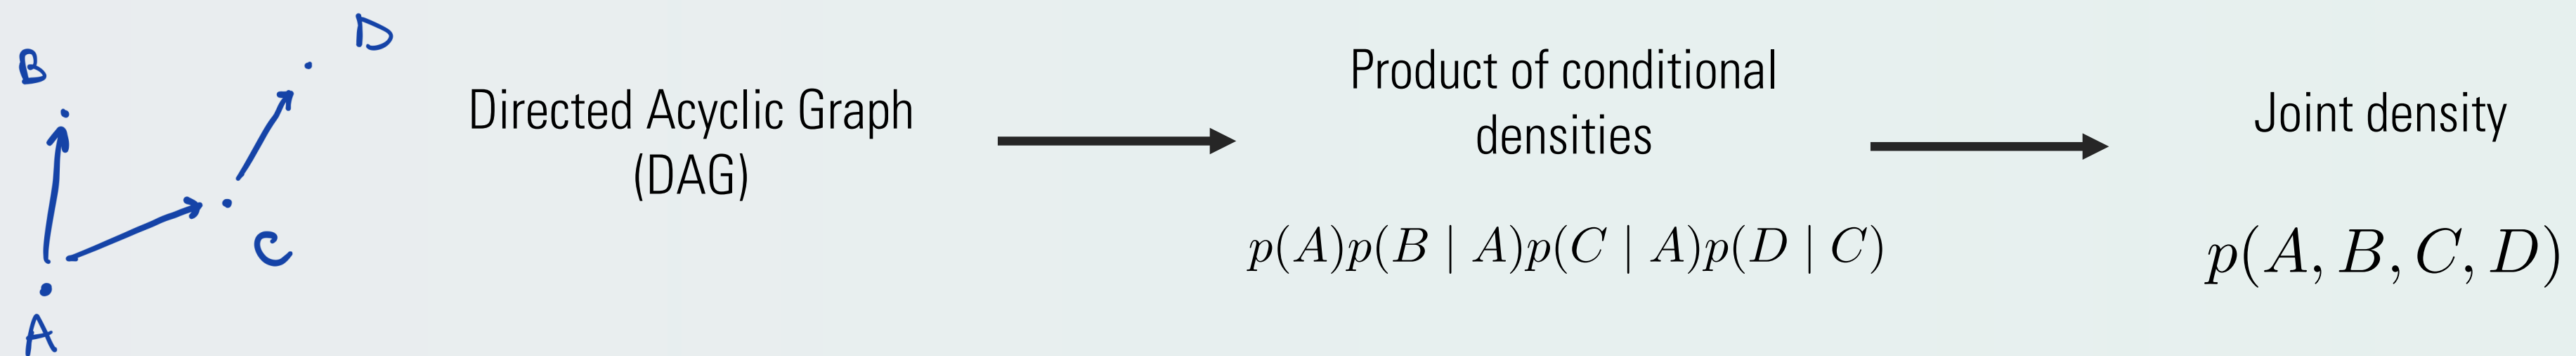 B
D
C
A
Directed Acyclic Graph
(DAG)
Product of conditional
densities
p(A)p(B | A)p(C | A)p(D | C)
Joint density
p(A, B, C, D)